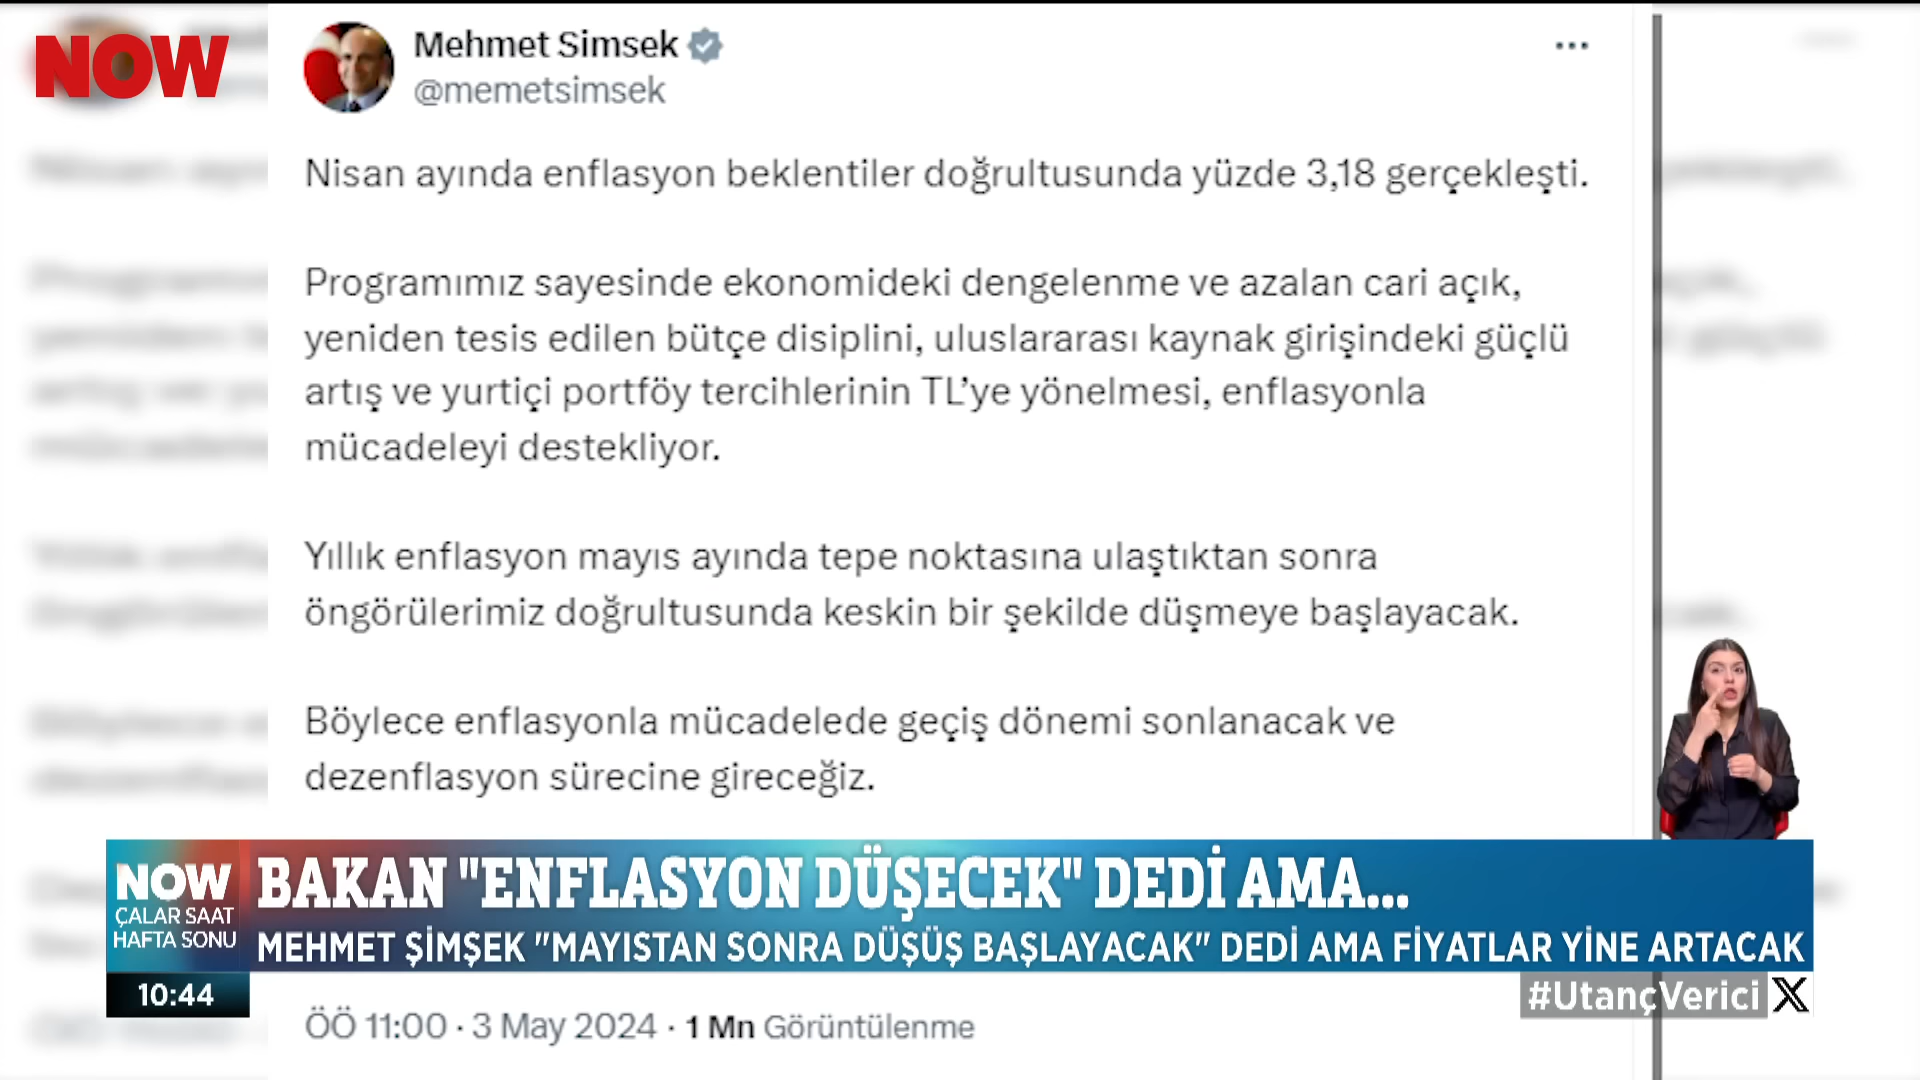 NOW
Mehmet Simsek
@memetsimsek
Nisan ayında enflasyon beklentiler doğrultusunda yüzde 3,18 gerçekleşti.
Programımız sayesinde ekonomideki dengelenme ve azalan cari açık,
yeniden tesis edilen bütçe disiplini, uluslararası kaynak girişindeki güçlü
artış ve yurtiçi portföy tercihlerinin TL’ye yönelmesi, enflasyonla
mücadeleyi destekliyor.
Yıllık enflasyon mayıs ayında tepe noktasına ulaştıktan sonra
öngörülerimiz doğrultusunda keskin bir şekilde düşmeye başlayacak.
Böylece enflasyonla mücadelede geçiş dönemi sonlanacak ve
dezenflasyon sürecine gireceğiz.
NOW
ÇALAR SAAT
HAFTA SONU
BAKAN "ENFLASYON DÜŞECEK" DEDİ AMA...
MEHMET ŞİMŞEK "MAYISTAN SONRA DÜŞÜŞ BAŞLAYACAK" DEDİ AMA FİYATLAR YİNE ARTACAK
10:44
#UtançVerici X
ÖÖ 11:00 · 3 May 2024 · 1 Mn Görüntülenme